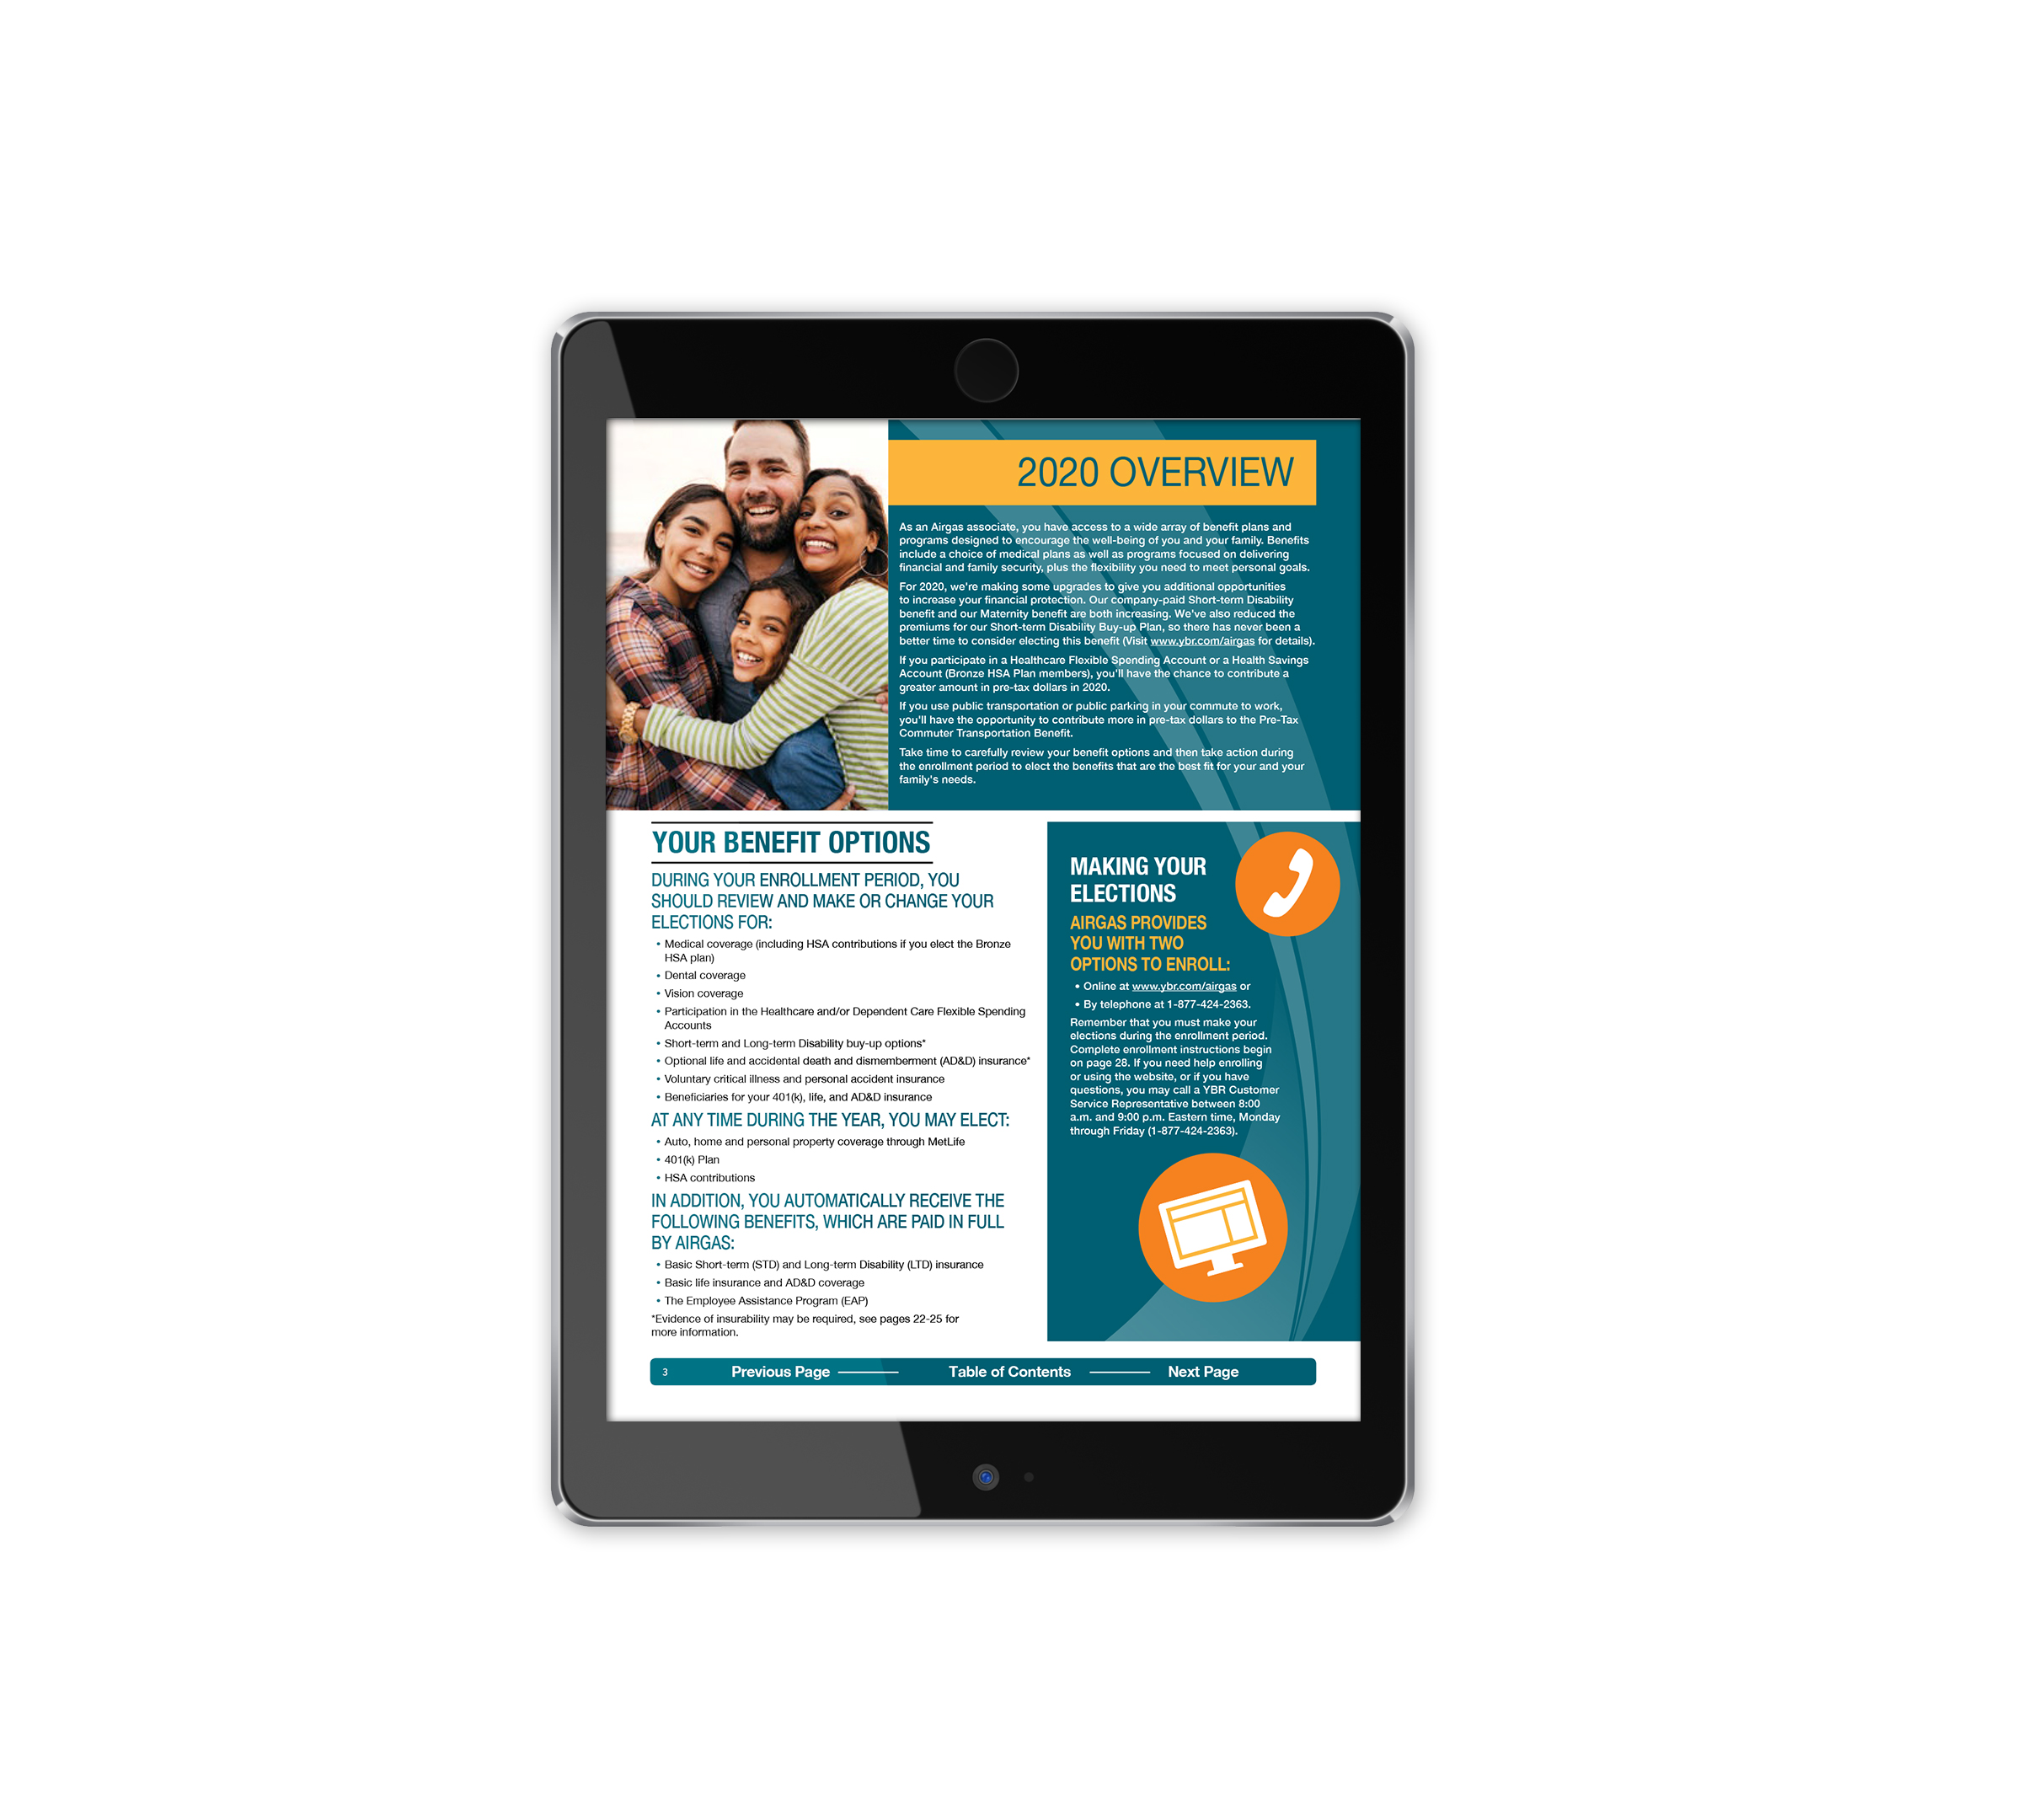 2020 OVERVIEW
As an Airgas associate, you have access to a wide array of benefit plans and
programs designed to encourage the well-being of you and your family. Benefits
include a choice of medical plans as well as programs focused on delivering
financial and family security, plus the flexibility you need to meet personal goals.
For 2020, we're making some upgrades to give you additional opportunities
to increase your financial protection. Our company-paid Short-term Disability
benefit and our Maternity benefit are both increasing. We've also reduced the
premiums for our Short-term Disability Buy-up Plan, so there has never been a
better time to consider electing this benefit (Visit www.ybr.com/airgas for details).
If you participate in a Healthcare Flexible Spending Account or a Health Savings
Account (Bronze HSA Plan members), you'll have the chance to contribute a
greater amount in pre-tax dollars in 2020.
If you use public transportation or public parking in your commute to work,
you'll have the opportunity to contribute more in pre-tax dollars to the Pre-Tax
Commuter Transportation Benefit.
Take time to carefully review your benefit options and then take action during
the enrollment period to elect the benefits that are the best fit for your and your
family's needs.
YOUR BENEFIT OPTIONS
DURING YOUR ENROLLMENT PERIOD, YOU
SHOULD REVIEW AND MAKE OR CHANGE YOUR
ELECTIONS FOR:
• Medical coverage (including HSA contributions if you elect the Bronze
HSA plan)
• Dental coverage
• Vision coverage
• Participation in the Healthcare and/or Dependent Care Flexible Spending
Accounts
• Short-term and Long-term Disability buy-up options*
• Optional life and accidental death and dismemberment (AD&D) insurance*
• Voluntary critical illness and personal accident insurance
• Beneficiaries for your 401(k), life, and AD&D insurance
AT ANY TIME DURING THE YEAR, YOU MAY ELECT:
• Auto, home and personal property coverage through MetLife
• 401(k) Plan
• HSA contributions
IN ADDITION, YOU AUTOMATICALLY RECEIVE THE
FOLLOWING BENEFITS, WHICH ARE PAID IN FULL
BY AIRGAS:
• Basic Short-term (STD) and Long-term Disability (LTD) insurance
• Basic life insurance and AD&D coverage
• The Employee Assistance Program (EAP)
*Evidence of insurability may be required, see pages 22-25 for
more information.
MAKING YOUR
ELECTIONS
AIRGAS PROVIDES
YOU WITH TWO
OPTIONS TO ENROLL:
• Online at www.ybr.com/airgas or
• By telephone at 1-877-424-2363.
Remember that you must make your
elections during the enrollment period.
Complete enrollment instructions begin
on page 28. If you need help enrolling
or using the website, or if you have
questions, you may call a YBR Customer
Service Representative between 8:00
a.m. and 9:00 p.m. Eastern time, Monday
through Friday (1-877-424-2363).
3 Previous Page Table of Contents Next Page